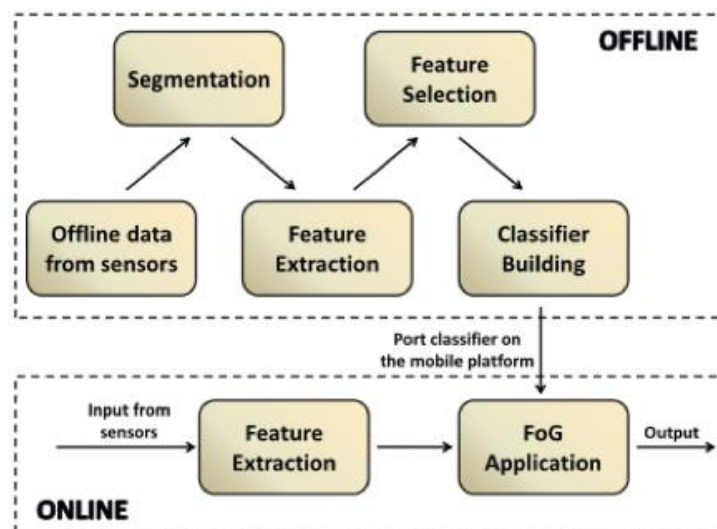 OFFLINE
Segmentation
Feature
Selection
Offline data
from sensors
Feature
Extraction
Classifier
Building
Port classifier on
the mobile platform
Input from
sensors
Feature
Extraction
FoG
Application
Output
ONLINE